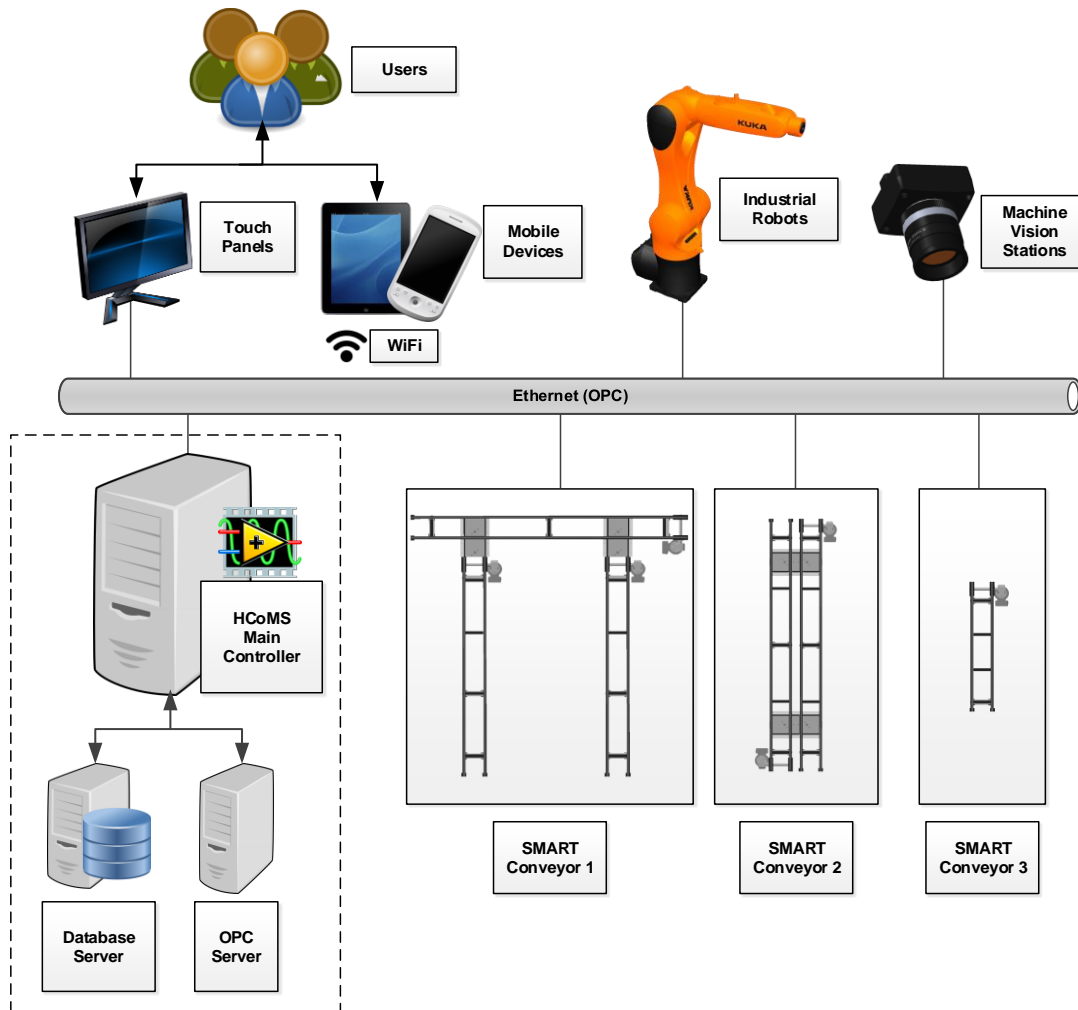 Users
KUKA
KUKA
Touch
Panels
Mobile
Devices
Industrial
Robots
Machine
Vision
Stations
WiFi
Ethernet (OPC)
HCoMS
Main
Controller
Database
Server
OPC
Server
SMART
Conveyor 1
SMART
Conveyor 2
SMART
Conveyor 3